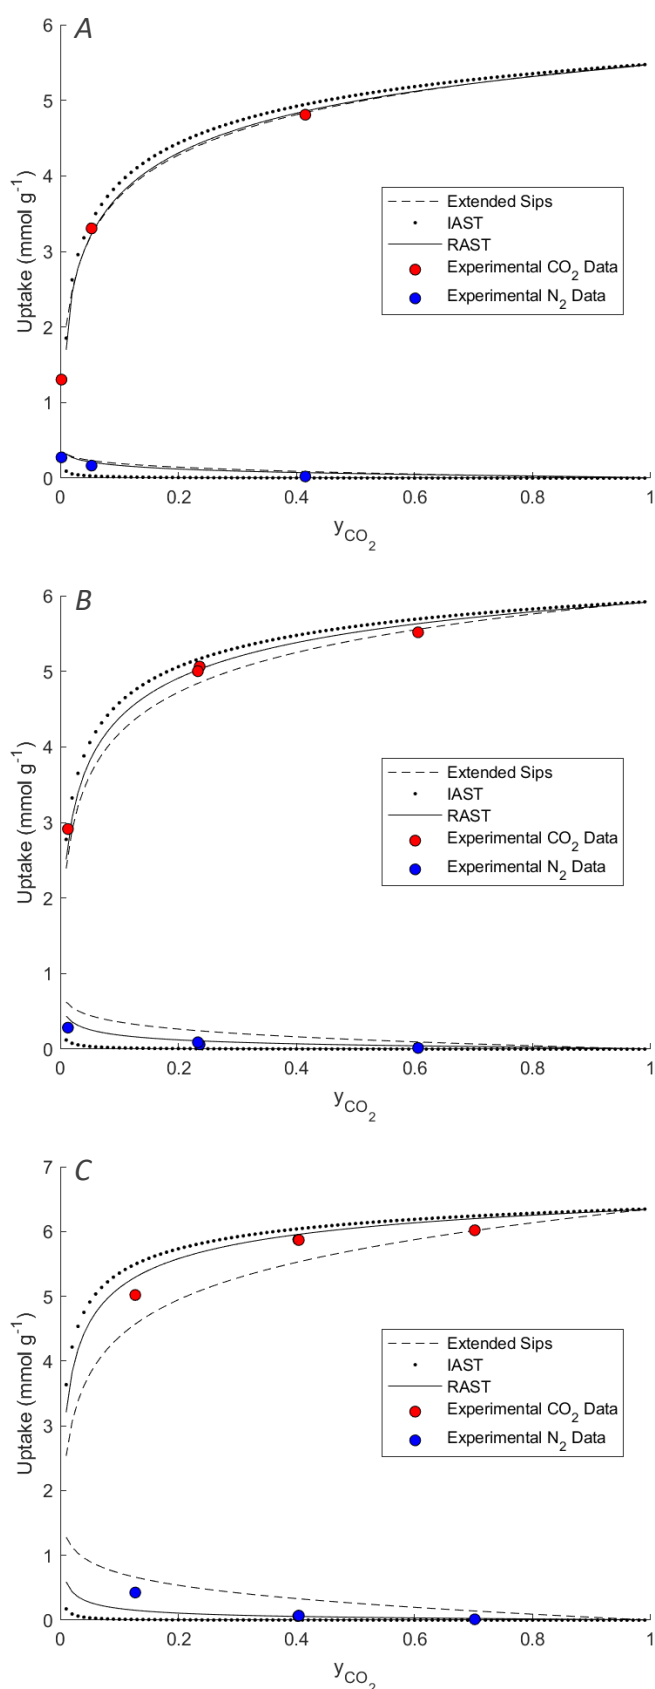 A
6
5
4
3
2
1
0
Uptake (mmol g⁻¹)
Extended Sips
IAST
RAST
Experimental CO₂ Data
Experimental N₂ Data
0 0.2 0.4 0.6 0.8 1
y_CO₂
B
6
5
4
3
2
1
0
Uptake (mmol g⁻¹)
Extended Sips
IAST
RAST
Experimental CO₂ Data
Experimental N₂ Data
0 0.2 0.4 0.6 0.8 1
y_CO₂
C
7
6
5
4
3
2
1
0
Uptake (mmol g⁻¹)
Extended Sips
IAST
RAST
Experimental CO₂ Data
Experimental N₂ Data
0 0.2 0.4 0.6 0.8 1
y_CO₂